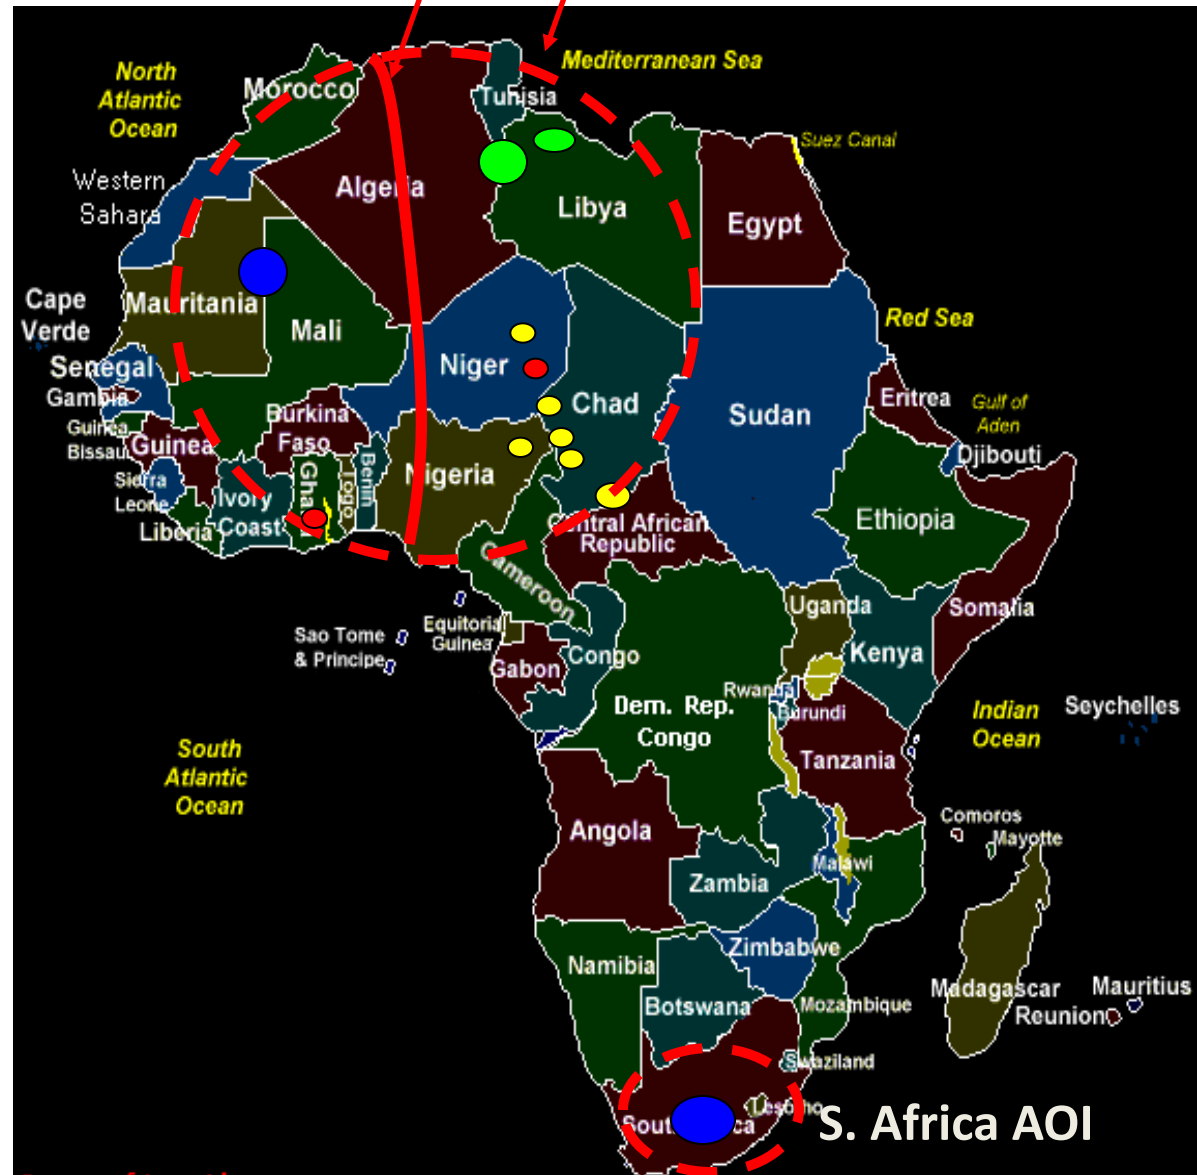 Mediterranean Sea
North
Atlantic
Ocean
Morocco
Tunisia
Suez Canal
Western
Sahara
Algeria
Libya
Egypt
Cape
Verde
Mauritania
Mali
Niger
Chad
Sudan
Red Sea
Senegal
Gambia
Guinea
Bissau
Guinea
Burkina
Faso
Eritrea
Gulf of
Aden
Djibouti
Sierra
Leone
Liberia
Ivory
Coast
Togo
Benin
Nigeria
Central African
Republic
Ethiopia
Cameroon
Somalia
Uganda
Kenya
Sao Tome
& Principe
Equitorial
Guinea
Gabon
Congo
Dem. Rep.
Congo
Rwanda
Burundi
Tanzania
Indian
Ocean
Seychelles
South
Atlantic
Ocean
Angola
Zambia
Malawi
Comoros
Mayotte
Namibia
Zimbabwe
Botswana
Mozambique
Madagascar
Mauritius
Reunion
Swaziland
Lesotho
S. Africa AOI